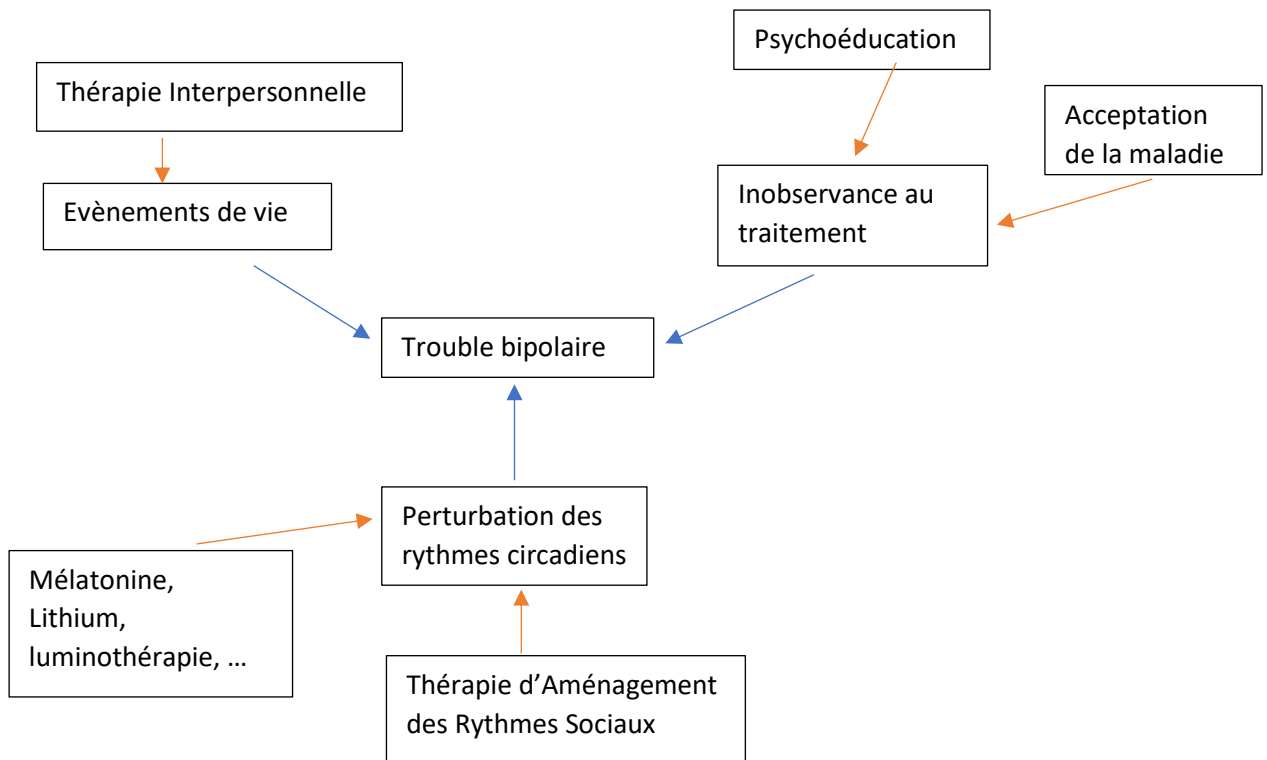 Psychoéducation
Thérapie Interpersonnelle
Acceptation
de la maladie
Evènements de vie
Inobservance au
traitement
Trouble bipolaire
Perturbation des
rythmes circadiens
Mélatonine,
Lithium,
luminothérapie, …
Thérapie d’Aménagement
des Rythmes Sociaux